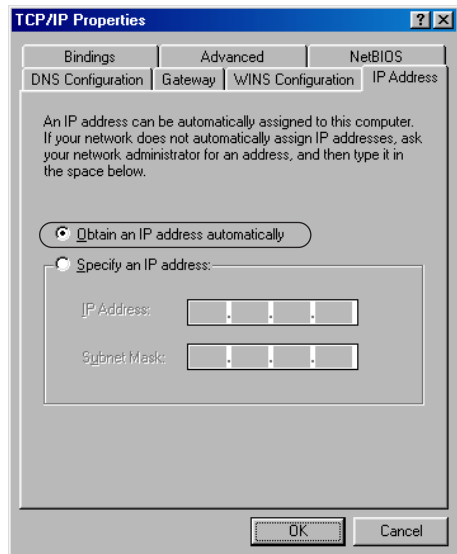 TCP/IP Properties
Bindings Advanced NetBIOS
DNS Configuration Gateway WINS Configuration IP Address
An IP address can be automatically assigned to this computer.
If your network does not automatically assign IP addresses, ask
your network administrator for an address, and then type it in
the space below.
Obtain an IP address automatically
Specify an IP address:
IP Address:
Subnet Mask:
OK Cancel